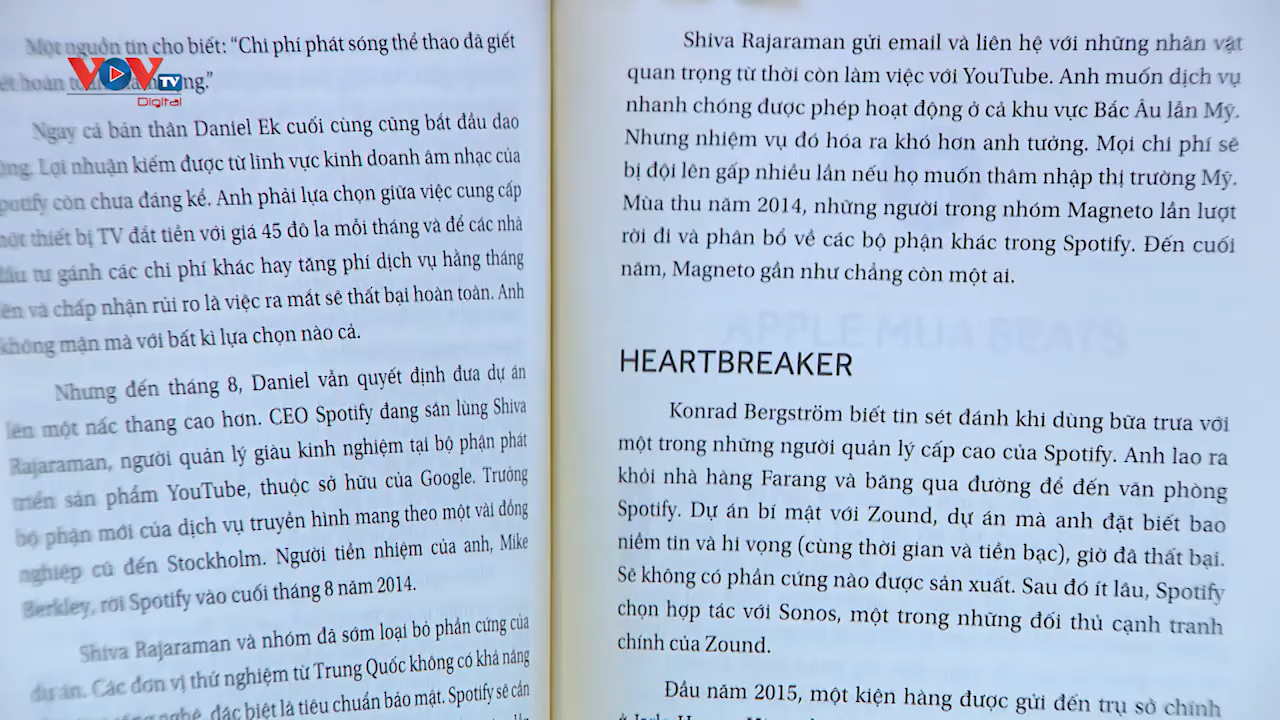 Một nguồn tin cho biết: “Chi phí phát sóng thể thao đã giết
VOVTV
Digital
Ngay cả bản thân Daniel Ek cuối cùng cũng bắt đầu dao
Lợi nhuận kiếm được từ lĩnh vực kinh doanh âm nhạc của
còn chưa đáng kể. Anh phải lựa chọn giữa việc cung cấp
một thiết bị TV đắt tiền với giá 45 đô la mỗi tháng và để các nhà
đầu tư gánh các chi phí khác hay tăng phí dịch vụ hằng tháng
lên và chấp nhận rủi ro là việc ra mắt sẽ thất bại hoàn toàn. Anh
không mặn mà với bất kì lựa chọn nào cả.
Nhưng đến tháng 8, Daniel vẫn quyết định đưa dự án
lên một nấc thang cao hơn. CEO Spotify đang săn lùng Shiva
Rajaraman, người quản lý giàu kinh nghiệm tại bộ phận phát
triển sản phẩm YouTube, thuộc sở hữu của Google. Trưởng
bộ phận mới của dịch vụ truyền hình mang theo một vài đồng
nghiệp cũ đến Stockholm. Người tiền nhiệm của anh, Mike
Berkley, rời Spotify vào cuối tháng 8 năm 2014.
Shiva Rajaraman và nhóm đã sớm loại bỏ phần cứng của
dự án. Các đơn vị thử nghiệm từ Trung Quốc không có khả năng
đặc biệt là tiêu chuẩn bảo mật. Spotify sẽ cần
Shiva Rajaraman gửi email và liên hệ với những nhân vật
quan trọng từ thời còn làm việc với YouTube. Anh muốn dịch vụ
nhanh chóng được phép hoạt động ở cả khu vực Bắc Âu lẫn Mỹ.
Nhưng nhiệm vụ đó hóa ra khó hơn anh tưởng. Mọi chi phí sẽ
bị đội lên gấp nhiều lần nếu họ muốn thâm nhập thị trường Mỹ.
Mùa thu năm 2014, những người trong nhóm Magneto lần lượt
rời đi và phân bổ về các bộ phận khác trong Spotify. Đến cuối
năm, Magneto gần như chẳng còn một ai.
APPLE MUA BEATS
HEARTBREAKER
Konrad Bergström biết tin sét đánh khi dùng bữa trưa với
một trong những người quản lý cấp cao của Spotify. Anh lao ra
khỏi nhà hàng Farang và băng qua đường để đến văn phòng
Spotify. Dự án bí mật với Zound, dự án mà anh đặt biết bao
niềm tin và hi vọng (cùng thời gian và tiền bạc), giờ đã thất bại.
Sẽ không có phần cứng nào được sản xuất. Sau đó ít lâu, Spotify
chọn hợp tác với Sonos, một trong những đối thủ cạnh tranh
chính của Zound.
Đầu năm 2015, một kiện hàng được gửi đến trụ sở chính